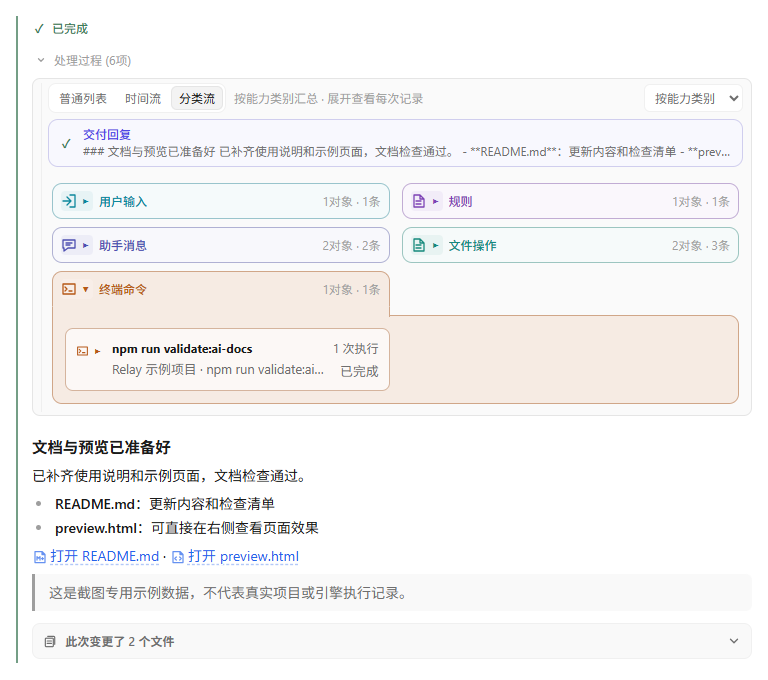 已完成
处理过程 (6项)
普通列表 时间流 分类流 按能力类别汇总 · 展开查看每次记录 按能力类别
交付回复
### 文档与预览已准备好 已补齐使用说明和示例页面，文档检查通过。 - **README.md**：更新内容和检查清单 - **prev...
用户输入 1对象 · 1条
规则 1对象 · 1条
助手消息 2对象 · 2条
文件操作 2对象 · 3条
终端命令 1对象 · 1条
npm run validate:ai-docs 1 次执行
Relay 示例项目 · npm run validate:ai... 已完成
文档与预览已准备好
已补齐使用说明和示例页面，文档检查通过。
README.md：更新内容和检查清单
preview.html：可直接在右侧查看页面效果
打开 README.md · 打开 preview.html
这是截图专用示例数据，不代表真实项目或引擎执行记录。
此次变更了 2 个文件